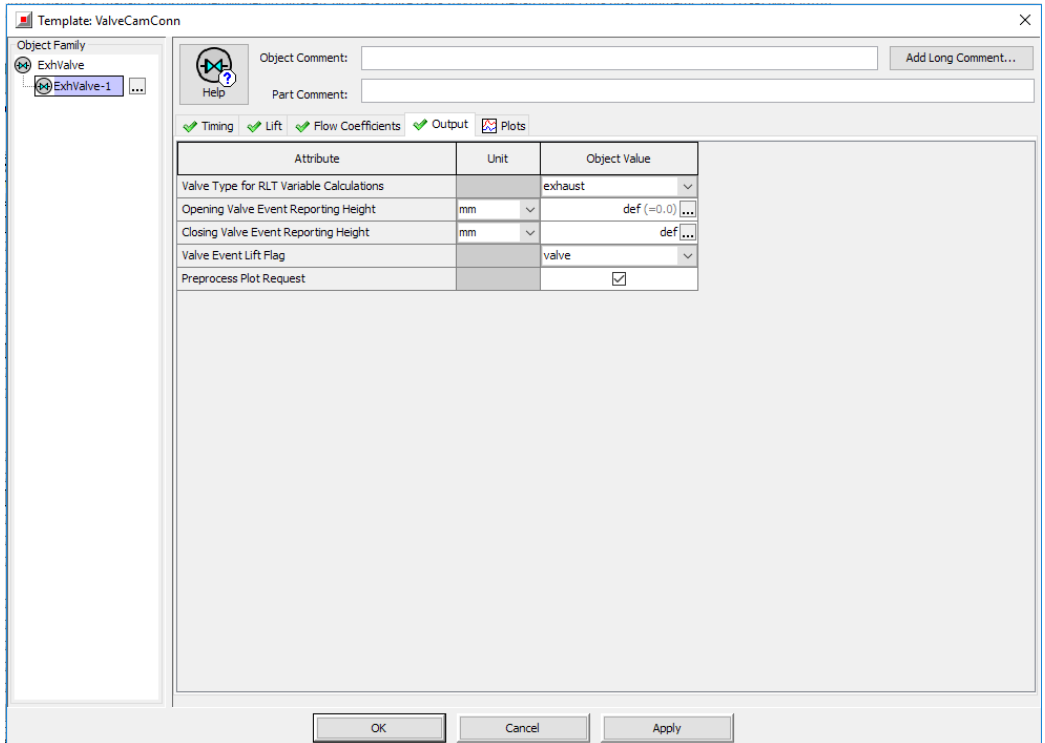 Template: ValveCamConn
Object Family
ExhValve
ExhValve-1 ...
Help
Object Comment:
Add Long Comment...
Part Comment:
Timing Lift Flow Coefficients Output Plots
Attribute Unit Object Value
Valve Type for RLT Variable Calculations exhaust
Opening Valve Event Reporting Height mm def (=0.0) ...
Closing Valve Event Reporting Height mm def ...
Valve Event Lift Flag valve
Preprocess Plot Request
OK Cancel Apply